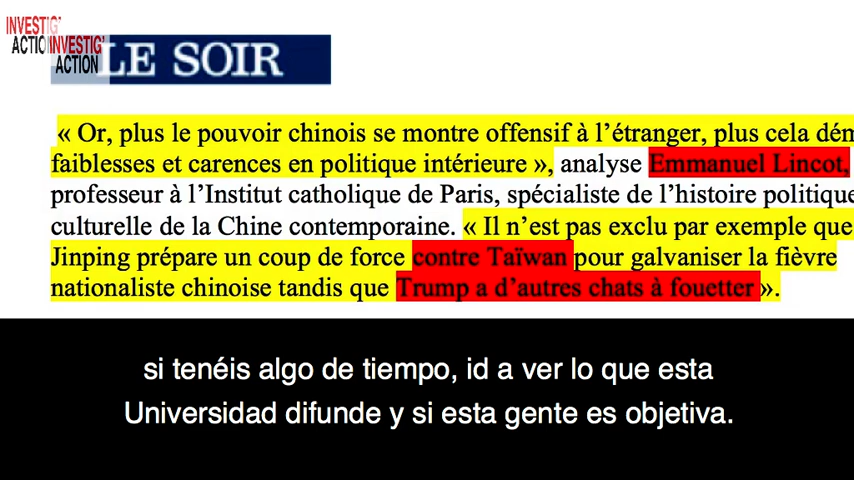 INVESTIG'
ACTIO
INVESTIG'
ACTION
LE SOIR
« Or, plus le pouvoir chinois se montre offensif à l'étranger, plus cela dém
faiblesses et carences en politique intérieure », analyse Emmanuel Lincot,
professeur à l'Institut catholique de Paris, spécialiste de l'histoire politique
culturelle de la Chine contemporaine. « Il n'est pas exclu par exemple que
Jinping prépare un coup de force contre Taïwan pour galvaniser la fièvre
nationaliste chinoise tandis que Trump a d'autres chats à fouetter ».
si tenéis algo de tiempo, id a ver lo que esta
Universidad difunde y si esta gente es objetiva.